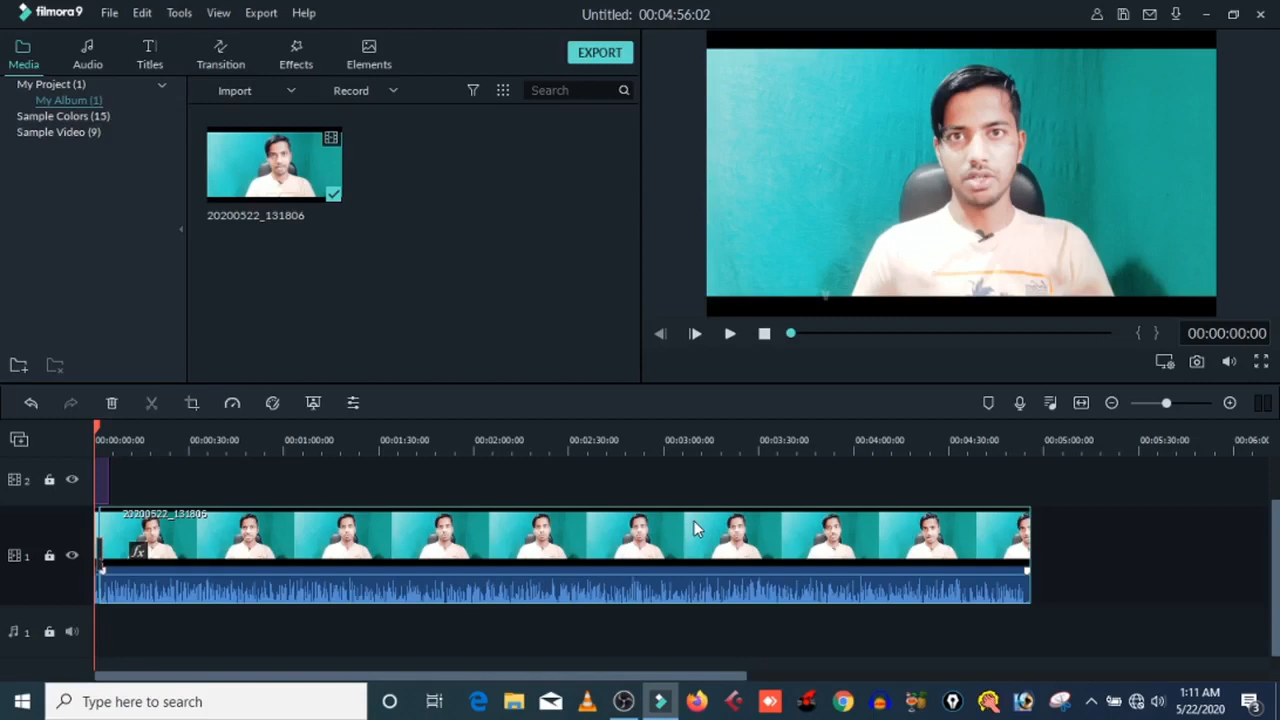 filmora9 File Edit Tools View Export Help Untitled: 00:04:56:02
Media Audio Titles Transition Effects Elements EXPORT
My Project (1)
My Album (1)
Sample Colors (15)
Sample Video (9)
Import Record Search
20200522_131806
00:00:00:00
00:00:00:00 00:00:30:00 00:01:00:00 00:01:30:00 00:02:00:00 00:02:30:00 00:03:00:00 00:03:30:00 00:04:00:00 00:04:30:00 00:05:00:00 00:05:30:00 00:06:0
2
20200522_131806
fx
1
1
Type here to search
1:11 AM
5/22/2020
3